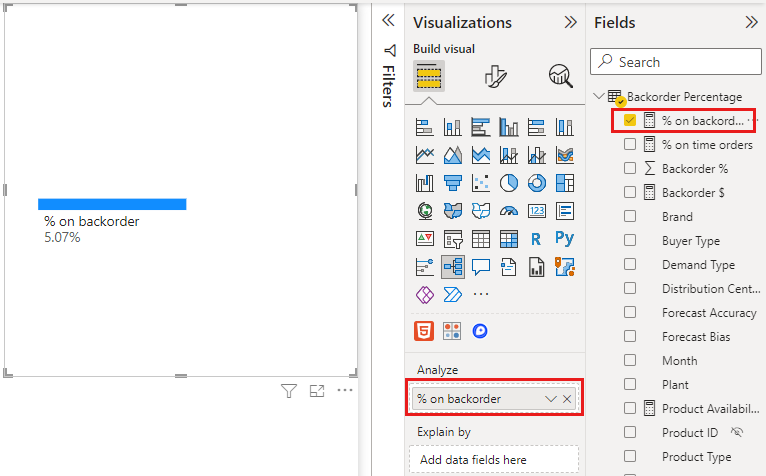 % on backorder
5.07%
Filters
Visualizations
Build visual
123
R
Py
Analyze
% on backorder
Explain by
Add data fields here
Fields
Search
Backorder Percentage
% on backord...
% on time orders
Backorder %
Backorder $
Brand
Buyer Type
Demand Type
Distribution Cent...
Forecast Accuracy
Forecast Bias
Month
Plant
Product Availabil...
Product ID
Product Type